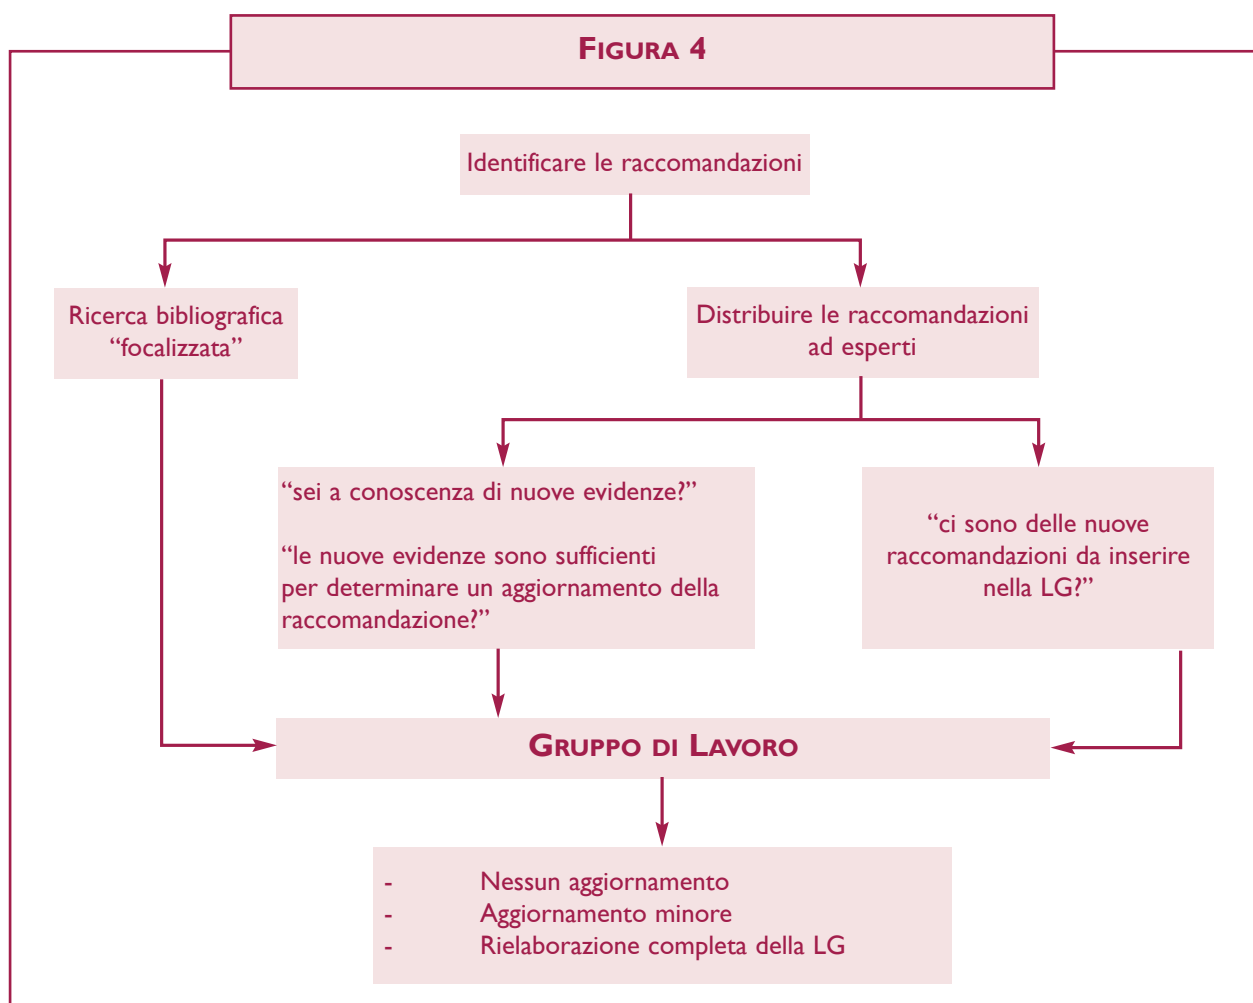 FIGURA 4
Identificare le raccomandazioni
Ricerca bibliografica
“focalizzata”
Distribuire le raccomandazioni
ad esperti
“sei a conoscenza di nuove evidenze?”
“le nuove evidenze sono sufficienti
per determinare un aggiornamento della
raccomandazione?”
“ci sono delle nuove
raccomandazioni da inserire
nella LG?”
GRUPPO DI LAVORO
- Nessun aggiornamento
- Aggiornamento minore
- Rielaborazione completa della LG